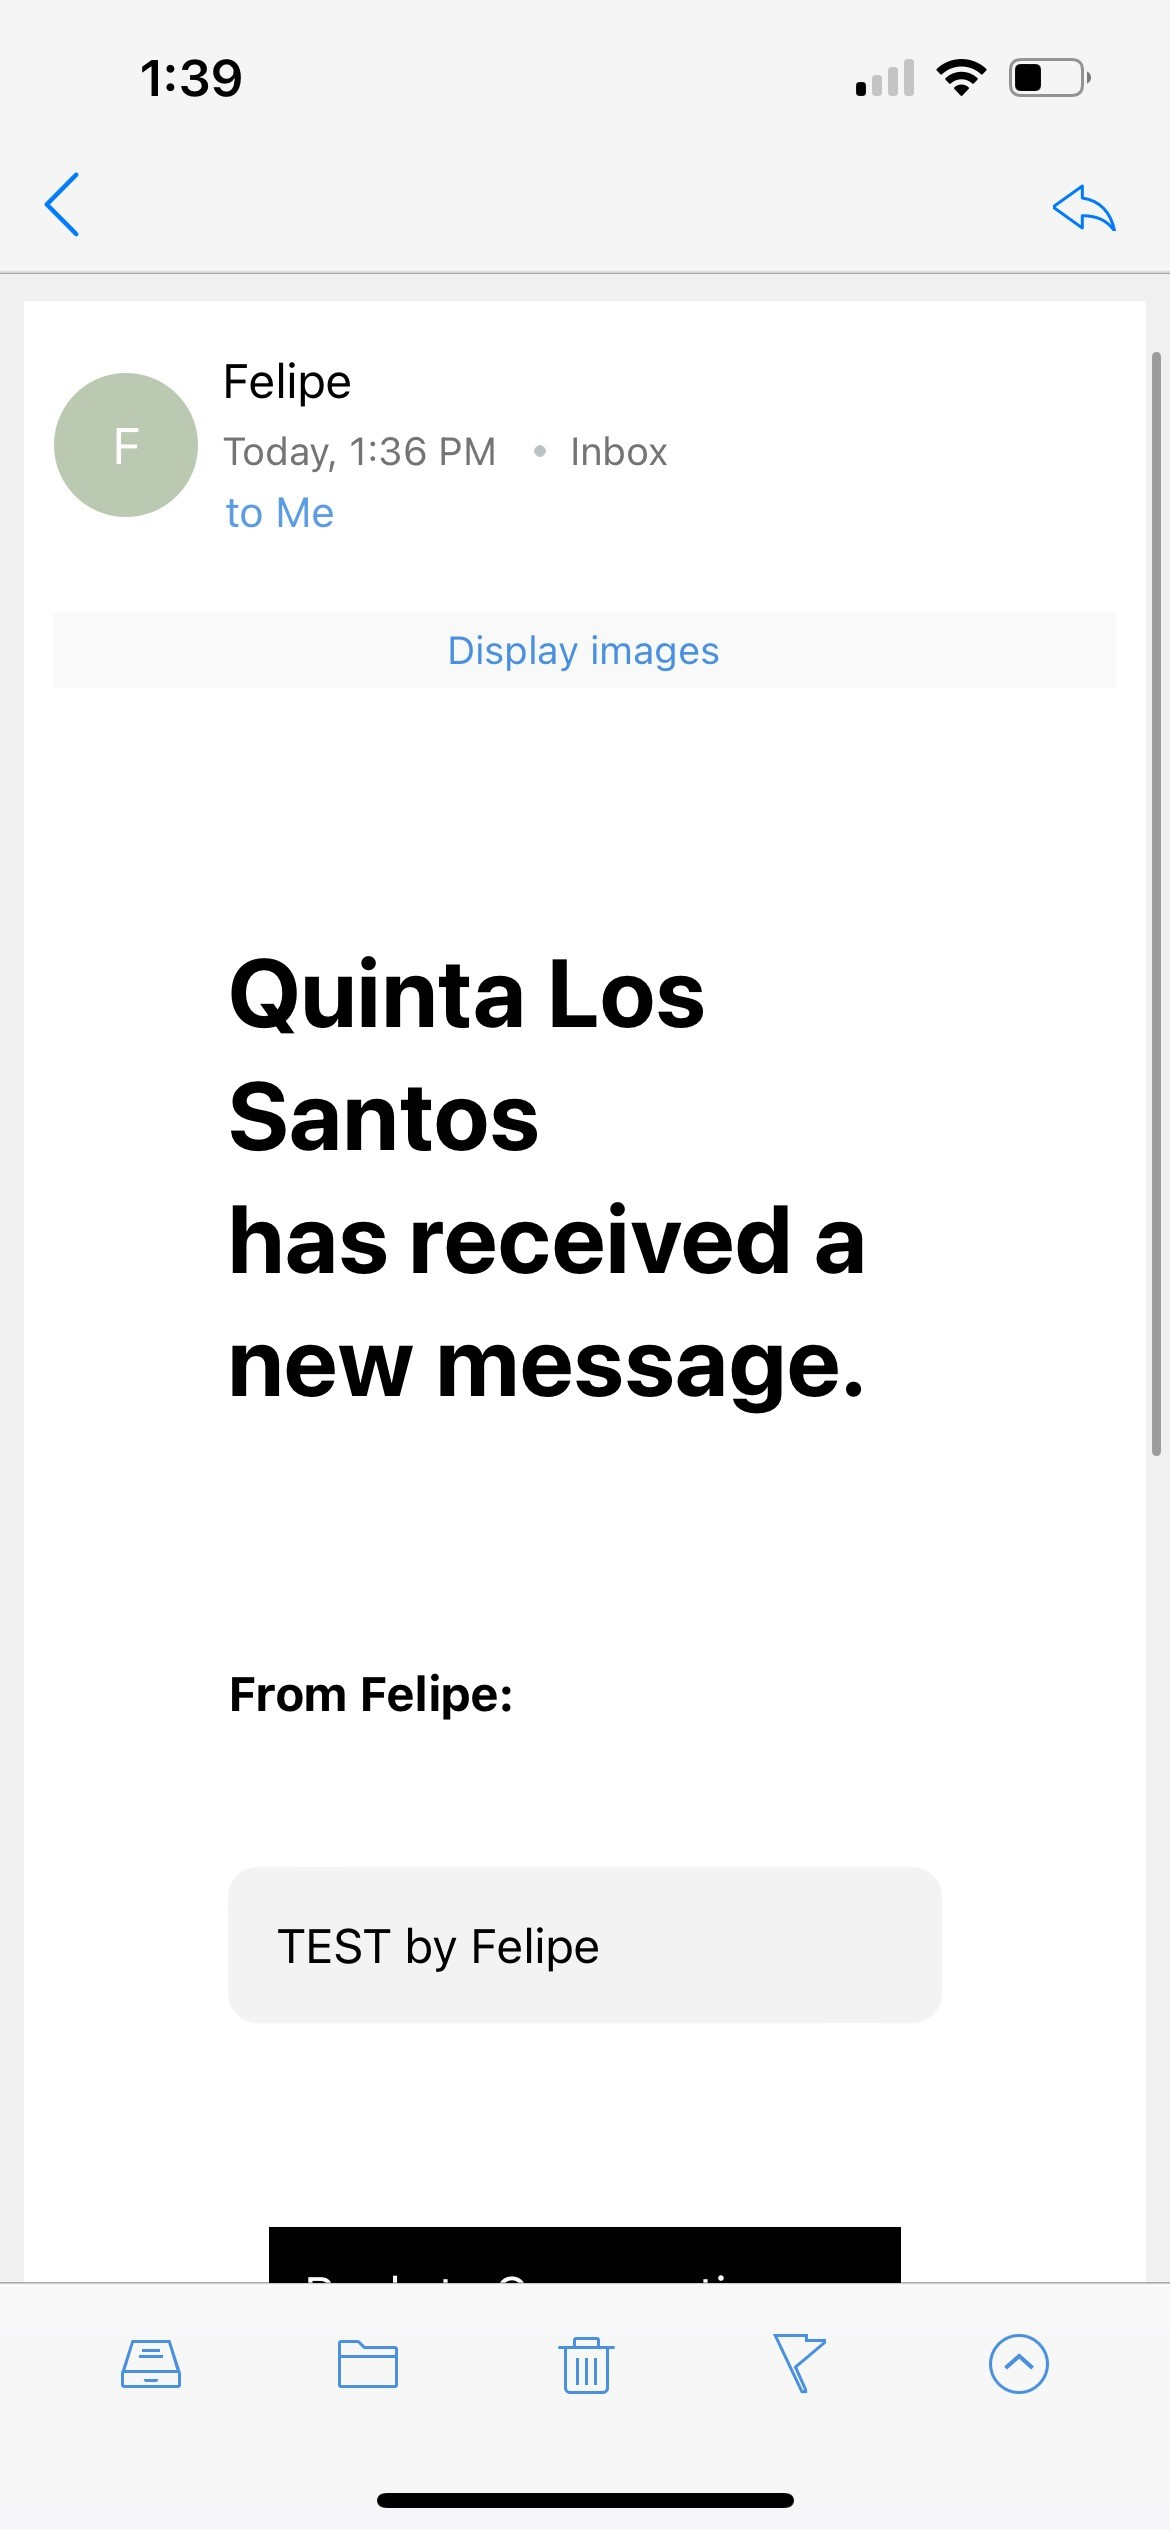 1:39
Felipe
F
Today, 1:36 PM • Inbox
to Me
Display images
Quinta Los
Santos
has received a
new message.
From Felipe:
TEST by Felipe